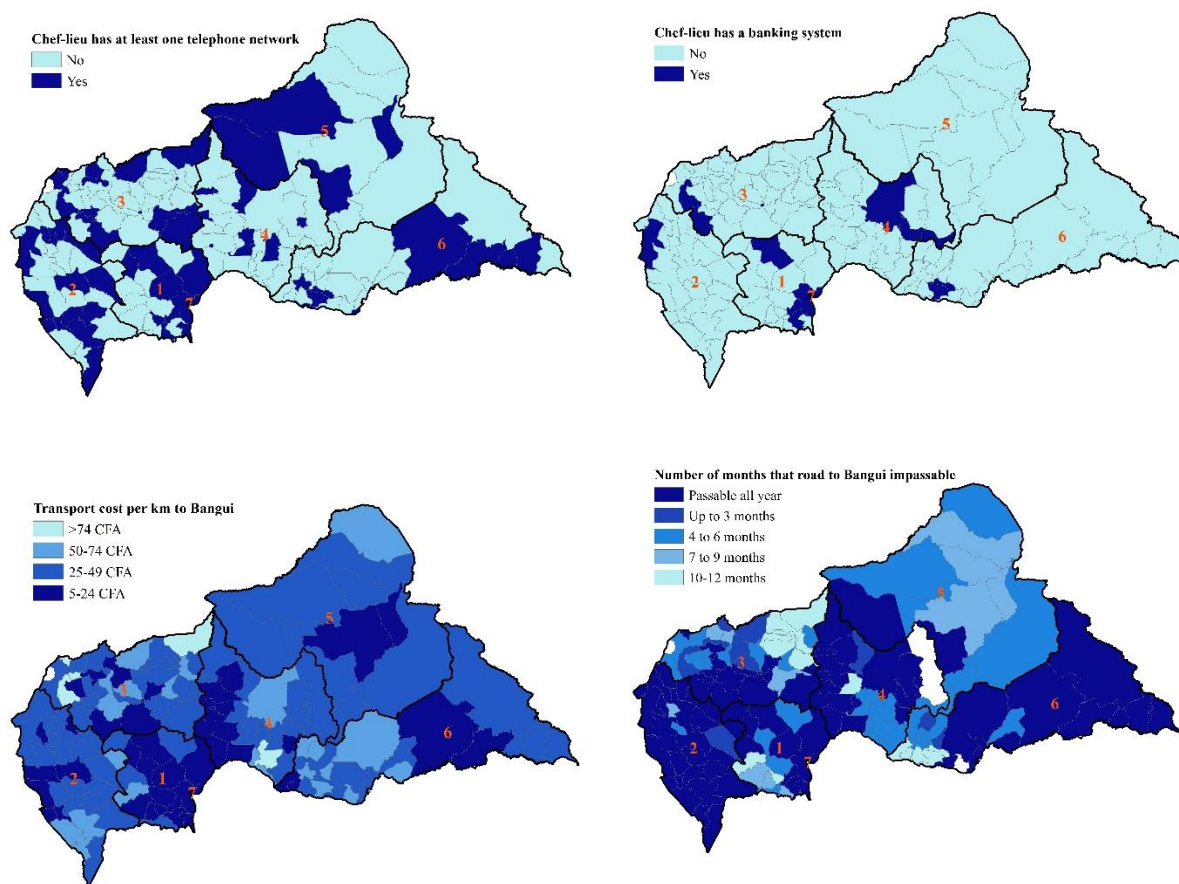 Chef-lieu has at least one telephone network
No
Yes
5
3
4
6
2
1
7
Chef-lieu has a banking system
No
Yes
5
3
4
6
2
1
7
Transport cost per km to Bangui
>74 CFA
50-74 CFA
25-49 CFA
5-24 CFA
5
3
4
6
2
1
7
Number of months that road to Bangui impassable
Passable all year
Up to 3 months
4 to 6 months
7 to 9 months
10-12 months
5
3
4
6
2
1
7